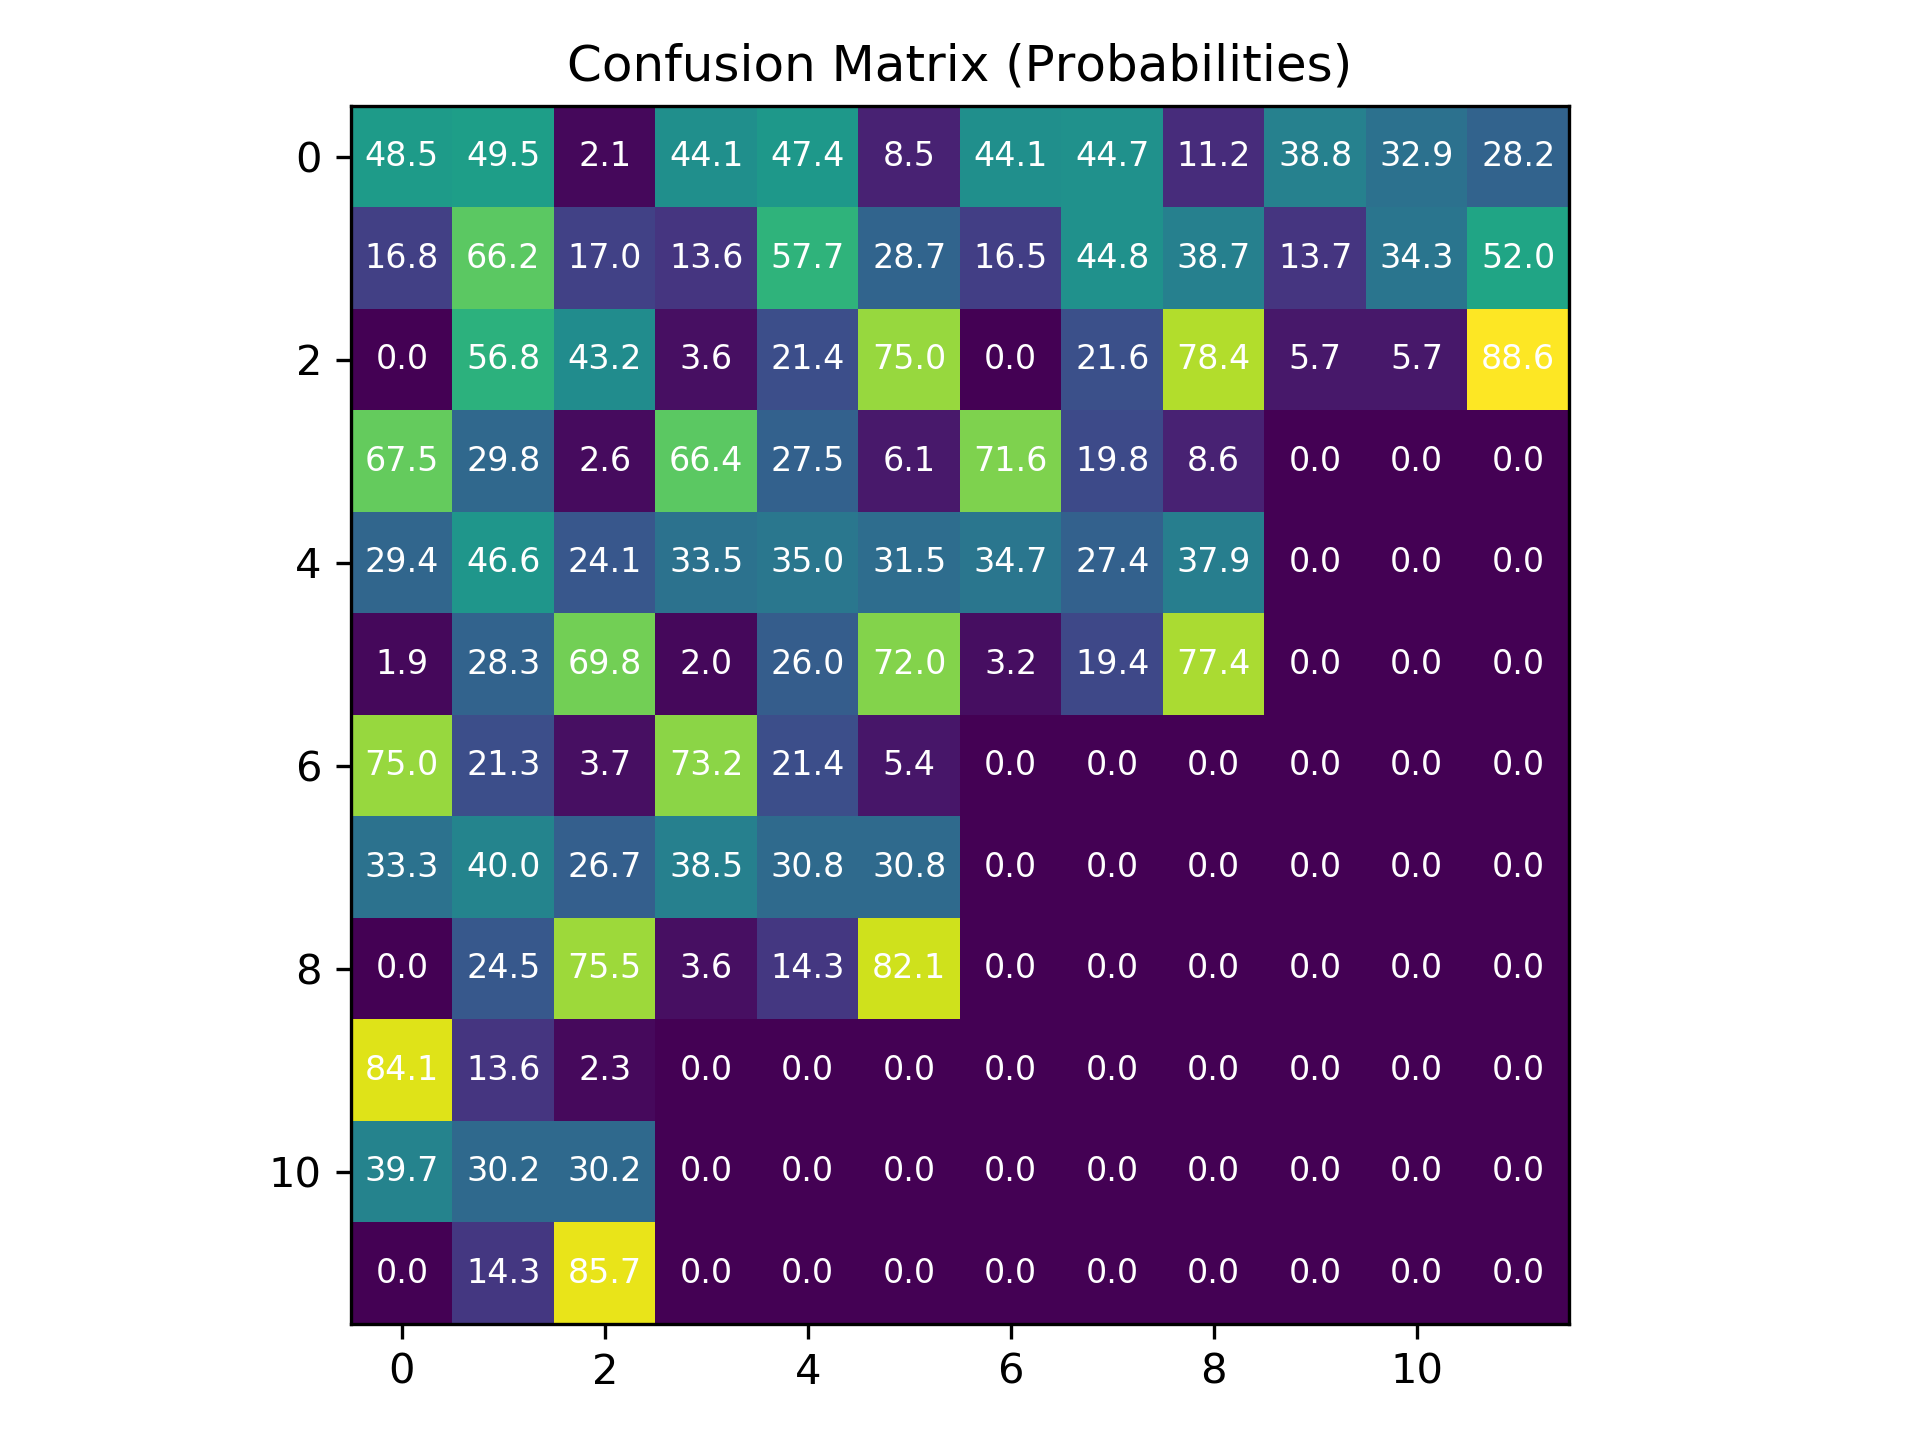 Confusion Matrix (Probabilities)
0 48.5 49.5 2.1 44.1 47.4 8.5 44.1 44.7 11.2 38.8 32.9 28.2
16.8 66.2 17.0 13.6 57.7 28.7 16.5 44.8 38.7 13.7 34.3 52.0
2 0.0 56.8 43.2 3.6 21.4 75.0 0.0 21.6 78.4 5.7 5.7 88.6
67.5 29.8 2.6 66.4 27.5 6.1 71.6 19.8 8.6 0.0 0.0 0.0
4 29.4 46.6 24.1 33.5 35.0 31.5 34.7 27.4 37.9 0.0 0.0 0.0
1.9 28.3 69.8 2.0 26.0 72.0 3.2 19.4 77.4 0.0 0.0 0.0
6 75.0 21.3 3.7 73.2 21.4 5.4 0.0 0.0 0.0 0.0 0.0 0.0
33.3 40.0 26.7 38.5 30.8 30.8 0.0 0.0 0.0 0.0 0.0 0.0
8 0.0 24.5 75.5 3.6 14.3 82.1 0.0 0.0 0.0 0.0 0.0 0.0
84.1 13.6 2.3 0.0 0.0 0.0 0.0 0.0 0.0 0.0 0.0 0.0
10 39.7 30.2 30.2 0.0 0.0 0.0 0.0 0.0 0.0 0.0 0.0 0.0
0.0 14.3 85.7 0.0 0.0 0.0 0.0 0.0 0.0 0.0 0.0 0.0
0 2 4 6 8 10